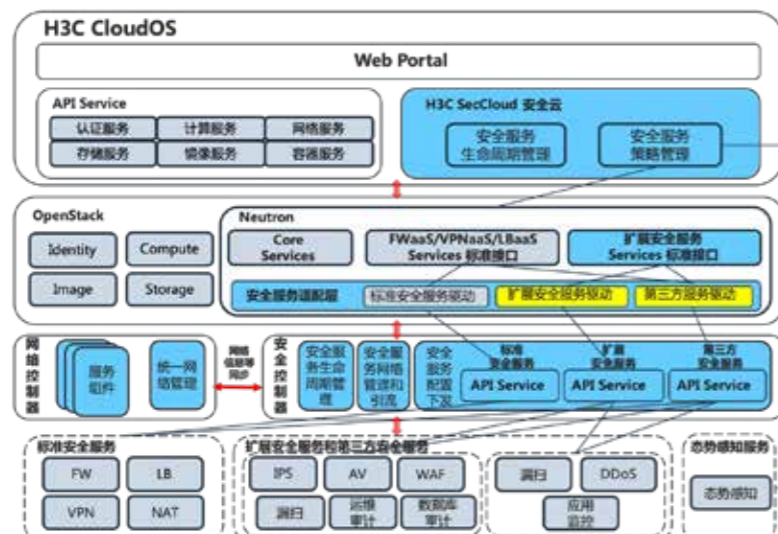 H3C CloudOS
Web Portal
API Service
认证服务
计算服务
网络服务
存储服务
镜像服务
容器服务
H3C SecCloud 安全云
安全服务
生命周期管理
安全服务
策略管理
OpenStack
Identity
Compute
Image
Storage
Neutron
Core
Services
FWaaS/VPNaaS/LBaaS
Services 标准接口
扩展安全服务
Services 标准接口
安全服务适配层
标准安全服务驱动
扩展安全服务驱动
第三方服务驱动
网络控制器
服务
组件
统一网
络管理
网络
信息等
同步
安全控制器
安全服
务生命
周期管
理
安全服
务网络
管理和
引流
安全
服务
配置
下发
标准
安全服务
API Service
扩展
安全服务
API Service
第三方
安全服务
API Service
标准安全服务
FW
LB
VPN
NAT
扩展安全服务和第三方安全服务
IPS
AV
WAF
漏扫
运维
审计
数据库
审计
漏扫
DDoS
应用
监控
态势感知服务
态势感知